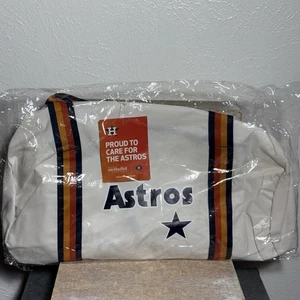 H
PROUD TO
CARE FOR
THE ASTROS
Astros